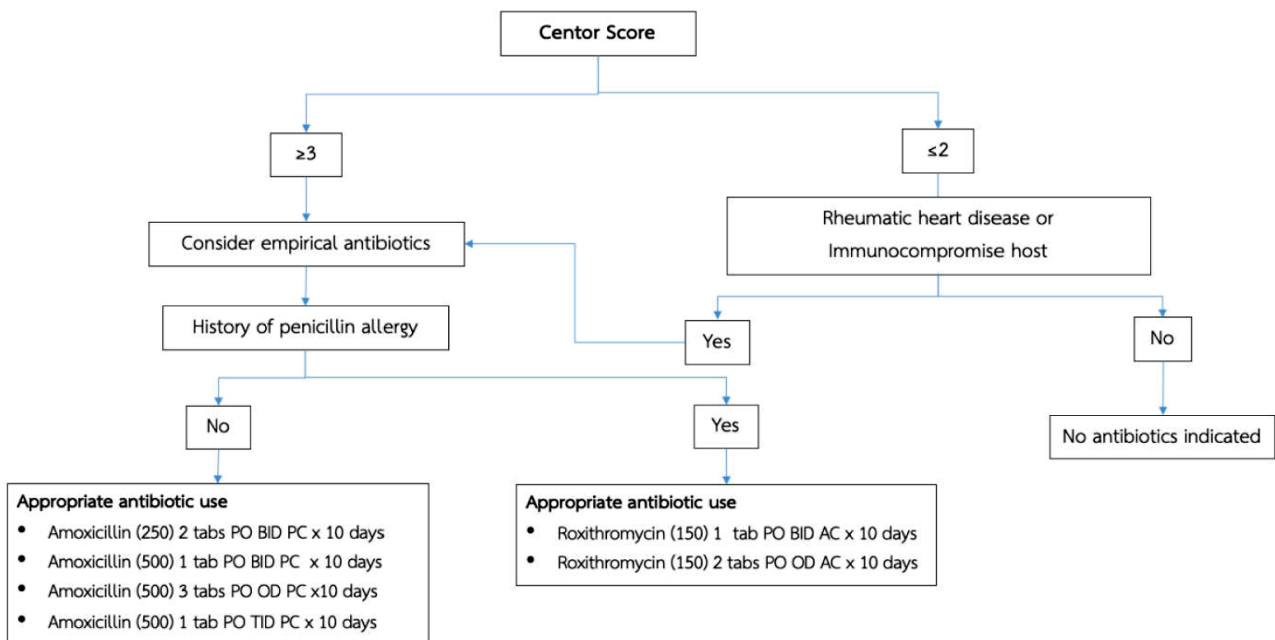 Centor Score
≥3
≤2
Consider empirical antibiotics
Rheumatic heart disease or
Immunocompromise host
History of penicillin allergy
Yes
No
No
Yes
No antibiotics indicated
Appropriate antibiotic use
• Amoxicillin (250) 2 tabs PO BID PC x 10 days
• Amoxicillin (500) 1 tab PO BID PC x 10 days
• Amoxicillin (500) 3 tabs PO OD PC x10 days
• Amoxicillin (500) 1 tab PO TID PC x 10 days
Appropriate antibiotic use
• Roxithromycin (150) 1 tab PO BID AC x 10 days
• Roxithromycin (150) 2 tabs PO OD AC x 10 days